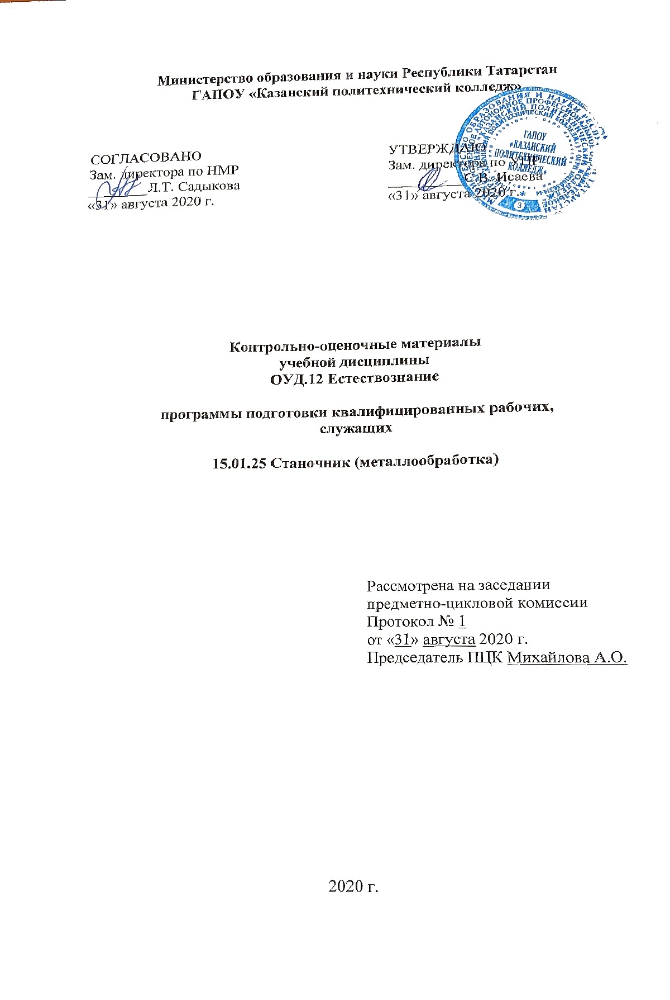 Министерство образования и науки Республики Татарстан
ГАПОУ «Казанский политехнический колледж»
СОГЛАСОВАНО
Зам. директора по НМР
Л.Т. Садыкова
«31» августа 2020 г.
УТВЕРЖДАЮ
Зам. директора по УПР
С.В. Исаева
«31» августа 2020 г.
ГАПОУ
«КАЗАНСКИЙ
ПОЛИТЕХНИЧЕСКИЙ
КОЛЛЕДЖ»
3
Контрольно-оценочные материалы
учебной дисциплины
ОУД.12 Естествознание
программы подготовки квалифицированных рабочих,
служащих
15.01.25 Станочник (металлообработка)
Рассмотрена на заседании
предметно-цикловой комиссии
Протокол № 1
от «31» августа 2020 г.
Председатель ПЦК Михайлова А.О.
2020 г.